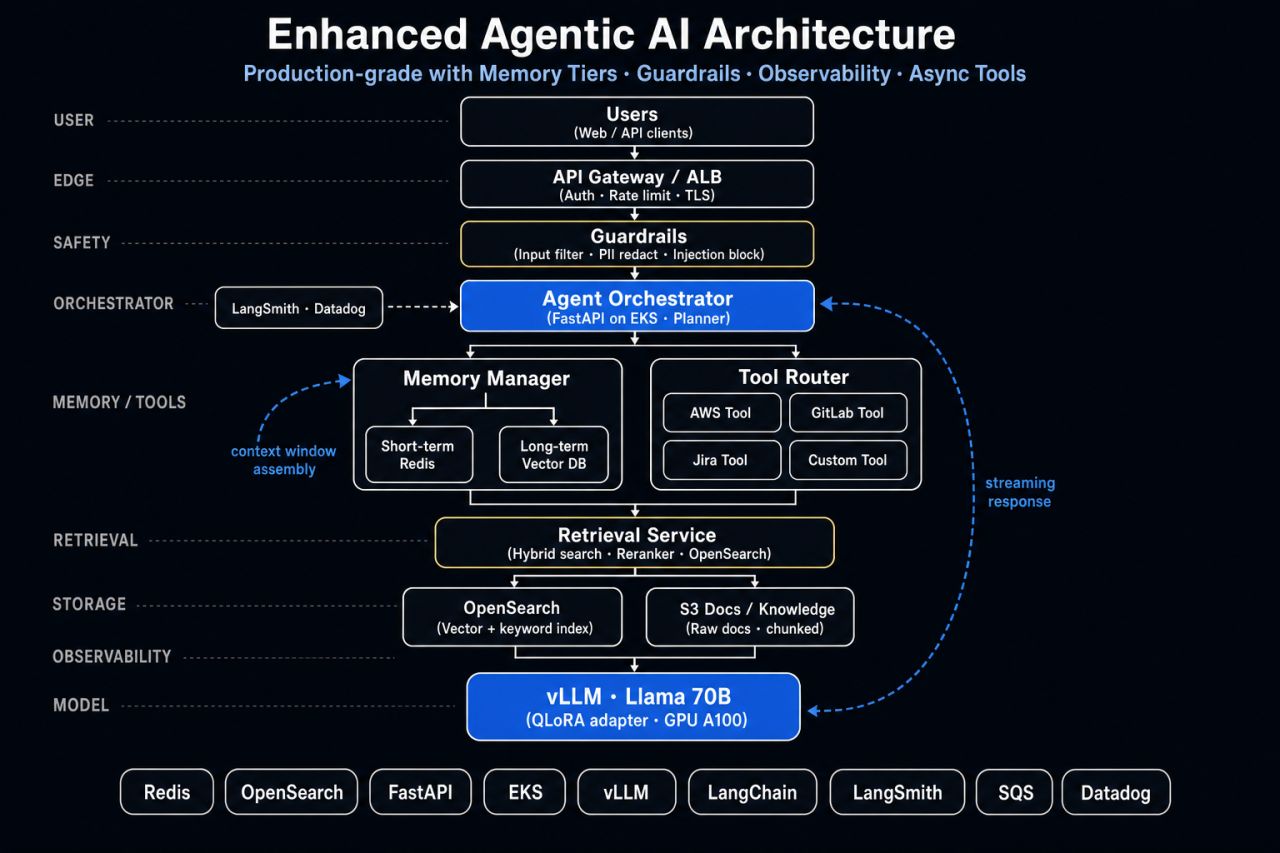 Enhanced Agentic AI Architecture
Production-grade with Memory Tiers · Guardrails · Observability · Async Tools
USER
Users
(Web / API clients)
EDGE
API Gateway / ALB
(Auth · Rate limit · TLS)
SAFETY
Guardrails
(Input filter · PII redact · Injection block)
ORCHESTRATOR
LangSmith · Datadog
Agent Orchestrator
(FastAPI on EKS · Planner)
MEMORY / TOOLS
context window
assembly
Memory Manager
Short-term
Redis
Long-term
Vector DB
Tool Router
AWS Tool
GitLab Tool
Jira Tool
Custom Tool
streaming
response
RETRIEVAL
Retrieval Service
(Hybrid search · Reranker · OpenSearch)
STORAGE
OpenSearch
(Vector + keyword index)
S3 Docs / Knowledge
(Raw docs · chunked)
OBSERVABILITY
MODEL
vLLM · Llama 70B
(QLoRA adapter · GPU A100)
Redis
OpenSearch
FastAPI
EKS
vLLM
LangChain
LangSmith
SQS
Datadog